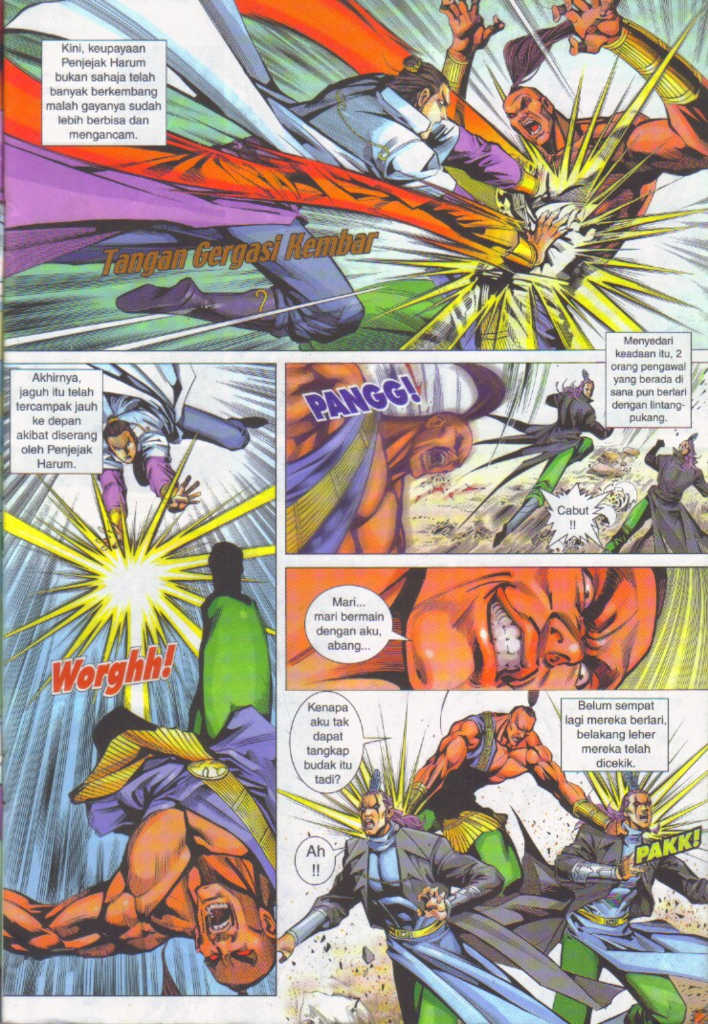 Kini, keupayaan
Penjejak Harum
bukan sahaja telah
banyak berkembang
malah gayanya sudah
lebih berbisa dan
mengancam.
Tangan Gergasi Kembar
Akhirnya,
jaguh itu telah
tercampak jauh
ke depan
akibat diserang
oleh Penjejak
Harum.
Worghh!
PANGG!
Menyedari
keadaan itu, 2
orang pengawal
yang berada di
sana pun berlari
dengan lintang-
pukang.
Cabut
!!
Mari...
mari bermain
dengan aku,
abang...
Kenapa
aku tak
dapat
tangkap
budak itu
tadi?
Belum sempat
lagi mereka berlari,
belakang leher
mereka telah
dicekik.
Ah
!!
PAKK!